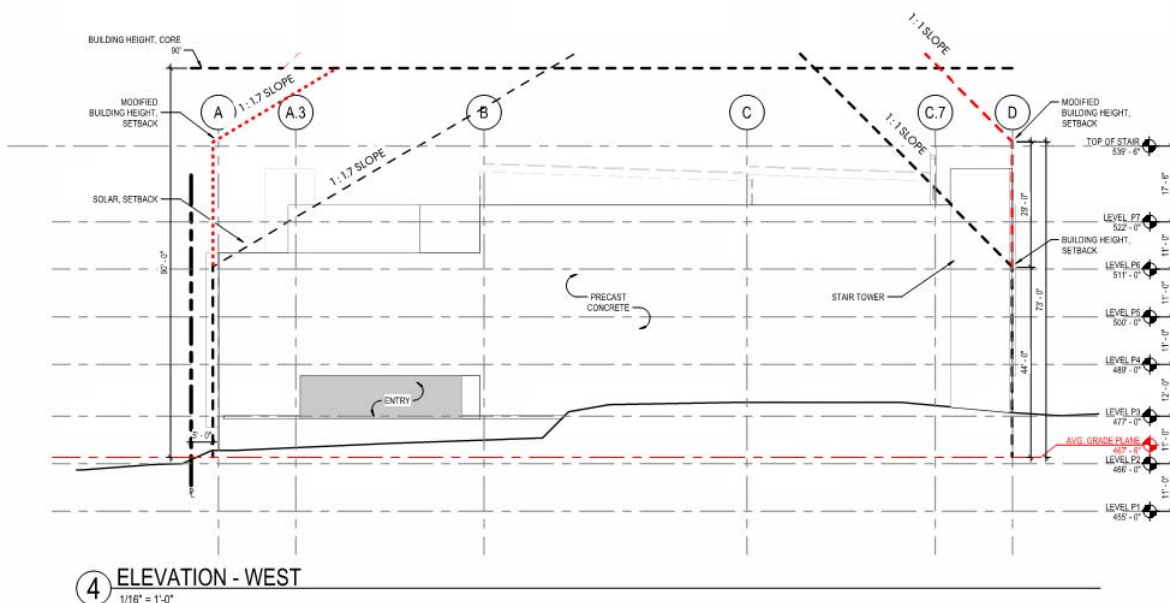 1 : 1 SLOPE
BUILDING HEIGHT, CORE
90'
1 : 1.7 SLOPE
MODIFIED
BUILDING HEIGHT,
SETBACK
A
A.3
B
C
C.7
D
MODIFIED
BUILDING HEIGHT,
SETBACK
1 : 1 SLOPE
TOP OF STAIR
539' - 6"
1 : 1.7 SLOPE
17' - 6"
SOLAR, SETBACK
29' - 0"
LEVEL P7
522' - 0"
11' - 0"
BUILDING HEIGHT,
SETBACK
90' - 0"
LEVEL P6
511' - 0"
PRECAST
CONCRETE
STAIR TOWER
73' - 0"
11' - 0"
LEVEL P5
500' - 0"
11' - 0"
44' - 0"
LEVEL P4
489' - 0"
12' - 0"
ENTRY
LEVEL P3
477' - 0"
5' - 0"
AVG. GRADE PLANE
467' - 6"
11' - 0"
LEVEL P2
466' - 0"
11' - 0"
LEVEL P1
455' - 0"
4
ELEVATION - WEST
1/16" = 1'-0"